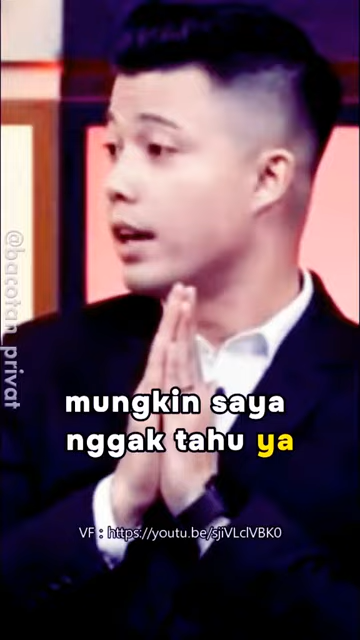 @bacotan_privat
mungkin saya
nggak tahu ya
VF : https://youtu.be/sjiVLclVBK0